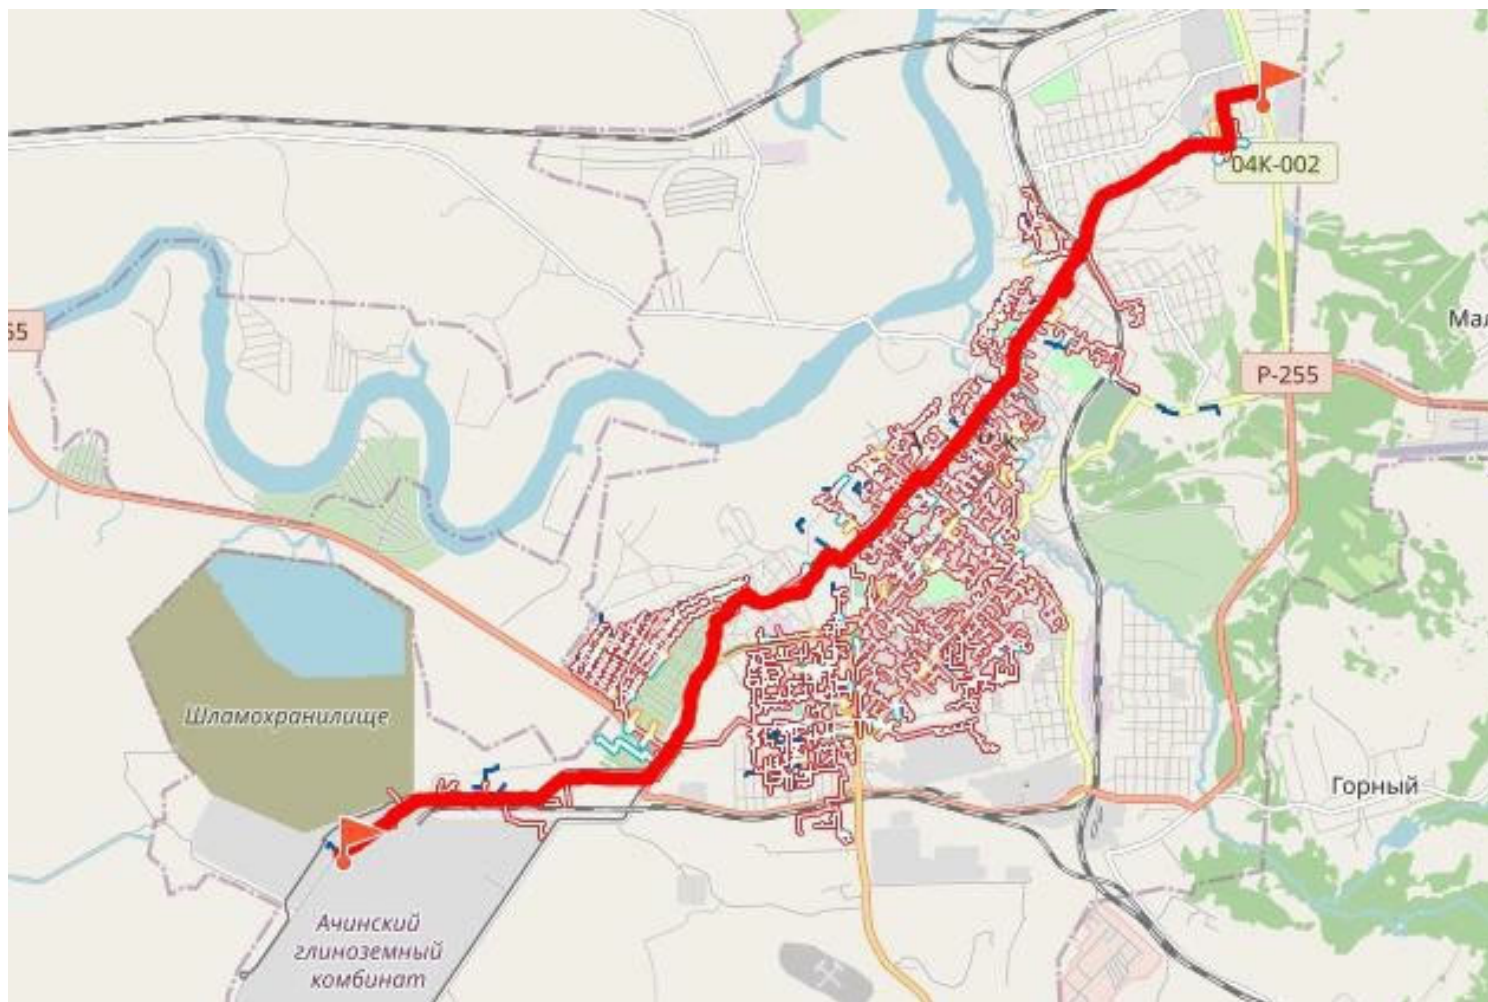 04К-002
55
Мал
Р-255
Шламохранилище
Горный
Ачинский
глиноземный
комбинат